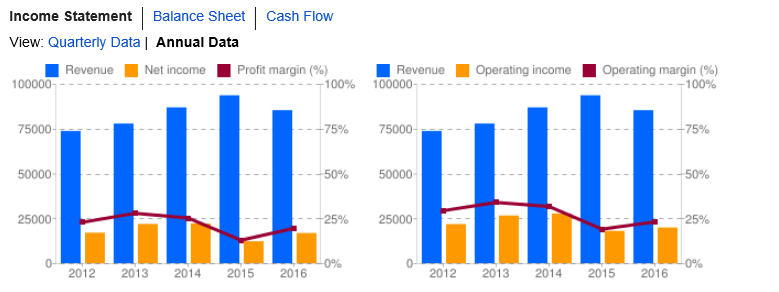 Income Statement | Balance Sheet | Cash Flow
View: Quarterly Data | Annual Data
Revenue Net income Profit margin (%)
100000 100%
75000 75%
50000 50%
25000 25%
0 0%
2012 2013 2014 2015 2016
Revenue Operating income Operating margin (%)
100000 100%
75000 75%
50000 50%
25000 25%
0 0%
2012 2013 2014 2015 2016